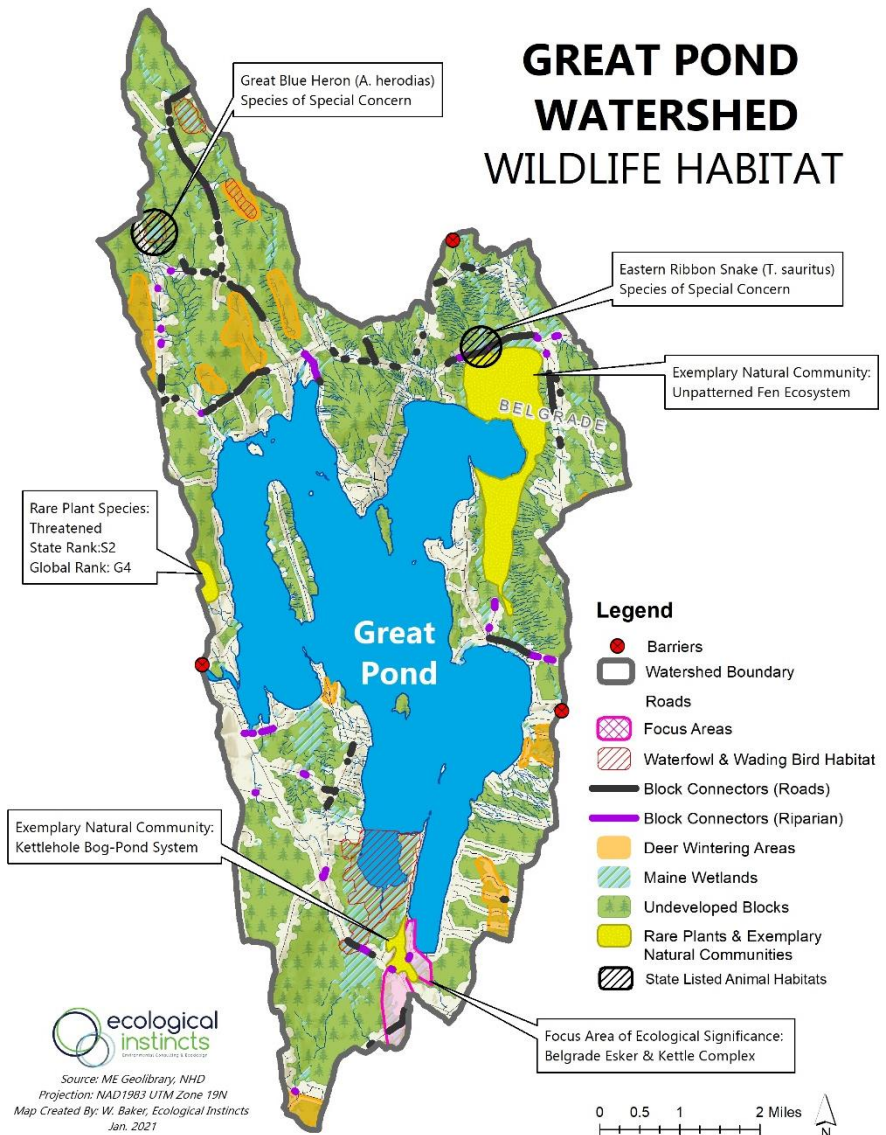 GREAT POND
WATERSHED
WILDLIFE HABITAT
Great Blue Heron (A. herodias)
Species of Special Concern
Eastern Ribbon Snake (T. sauritus)
Species of Special Concern
Exemplary Natural Community:
Unpatterned Fen Ecosystem
BELGRADE
Rare Plant Species:
Threatened
State Rank:S2
Global Rank: G4
Great
Pond
Legend
Barriers
Watershed Boundary
Roads
Focus Areas
Waterfowl & Wading Bird Habitat
Block Connectors (Roads)
Block Connectors (Riparian)
Deer Wintering Areas
Maine Wetlands
Undeveloped Blocks
Rare Plants & Exemplary
Natural Communities
State Listed Animal Habitats
Exemplary Natural Community:
Kettlehole Bog-Pond System
Focus Area of Ecological Significance:
Belgrade Esker & Kettle Complex
ecological
instincts
Environmental Consulting & Ecodesign
Source: ME Geolibrary, NHD
Projection: NAD1983 UTM Zone 19N
Map Created By: W. Baker, Ecological Instincts
Jan. 2021
0 0.5 1 2 Miles
N